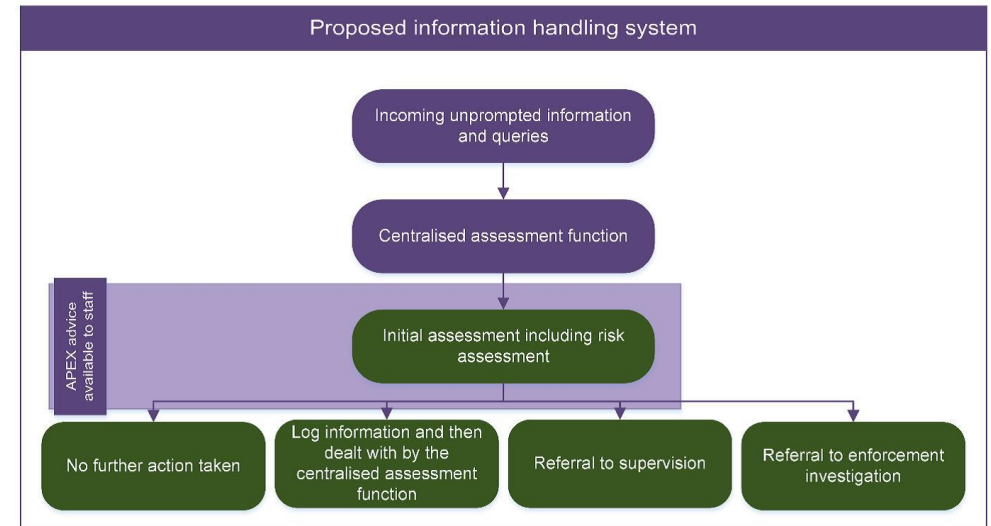 Proposed information handling system
Incoming unprompted information
and queries
Centralised assessment function
APEX advice
available to staff
Initial assessment including risk
assessment
No further action taken
Log information and then
dealt with by the
centralised assessment
function
Referral to supervision
Referral to enforcement
investigation